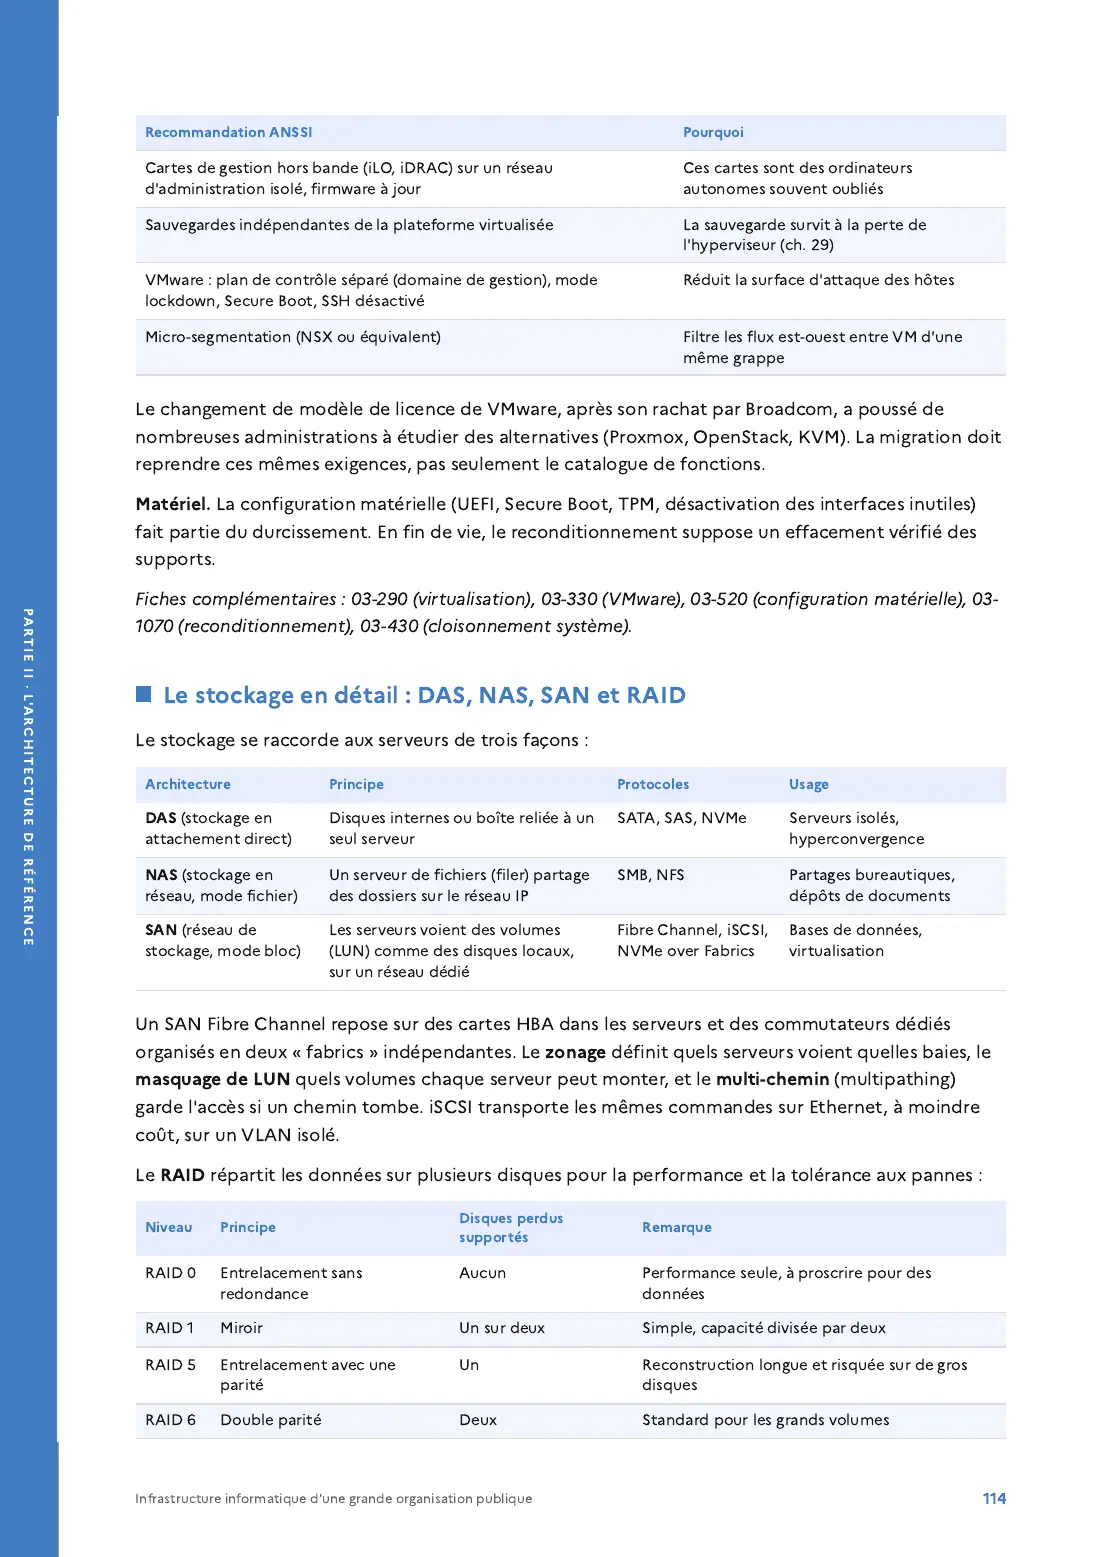 Recommandation ANSSI Pourquoi
Cartes de gestion hors bande (iLO, iDRAC) sur un réseau Ces cartes sont des ordinateurs
d'administration isolé, firmware à jour autonomes souvent oubliés
Sauvegardes indépendantes de la plateforme virtualisée La sauvegarde survit à la perte de
l'hyperviseur (ch. 29)
VMware : plan de contrôle séparé (domaine de gestion), mode Réduit la surface d'attaque des hôtes
lockdown, Secure Boot, SSH désactivé
Micro-segmentation (NSX ou équivalent) Filtre les flux est-ouest entre VM d'une
même grappe
Le changement de modèle de licence de VMware, après son rachat par Broadcom, a poussé de
nombreuses administrations à étudier des alternatives (Proxmox, OpenStack, KVM). La migration doit
reprendre ces mêmes exigences, pas seulement le catalogue de fonctions.
Matériel. La configuration matérielle (UEFI, Secure Boot, TPM, désactivation des interfaces inutiles)
fait partie du durcissement. En fin de vie, le reconditionnement suppose un effacement vérifié des
supports.
Fiches complémentaires : 03-290 (virtualisation), 03-330 (VMware), 03-520 (configuration matérielle), 03-
1070 (reconditionnement), 03-430 (cloisonnement système).
PARTIE II · L'ARCHITECTURE DE RÉFÉRENCE
Le stockage en détail : DAS, NAS, SAN et RAID
Le stockage se raccorde aux serveurs de trois façons :
Architecture Principe Protocoles Usage
DAS (stockage en Disques internes ou boîte reliée à un SATA, SAS, NVMe Serveurs isolés,
attachement direct) seul serveur hyperconvergence
NAS (stockage en Un serveur de fichiers (filer) partage SMB, NFS Partages bureautiques,
réseau, mode fichier) des dossiers sur le réseau IP dépôts de documents
SAN (réseau de Les serveurs voient des volumes Fibre Channel, iSCSI, Bases de données,
stockage, mode bloc) (LUN) comme des disques locaux, NVMe over Fabrics virtualisation
sur un réseau dédié
Un SAN Fibre Channel repose sur des cartes HBA dans les serveurs et des commutateurs dédiés
organisés en deux « fabrics » indépendantes. Le zonage définit quels serveurs voient quelles baies, le
masquage de LUN quels volumes chaque serveur peut monter, et le multi-chemin (multipathing)
garde l'accès si un chemin tombe. iSCSI transporte les mêmes commandes sur Ethernet, à moindre
coût, sur un VLAN isolé.
Le RAID répartit les données sur plusieurs disques pour la performance et la tolérance aux pannes :
Niveau Principe Disques perdus supportés Remarque
RAID 0 Entrelacement sans Aucun Performance seule, à proscrire pour des
redondance données
RAID 1 Miroir Un sur deux Simple, capacité divisée par deux
RAID 5 Entrelacement avec une Un Reconstruction longue et risquée sur de gros
parité disques
RAID 6 Double parité Deux Standard pour les grands volumes
Infrastructure informatique d'une grande organisation publique 114